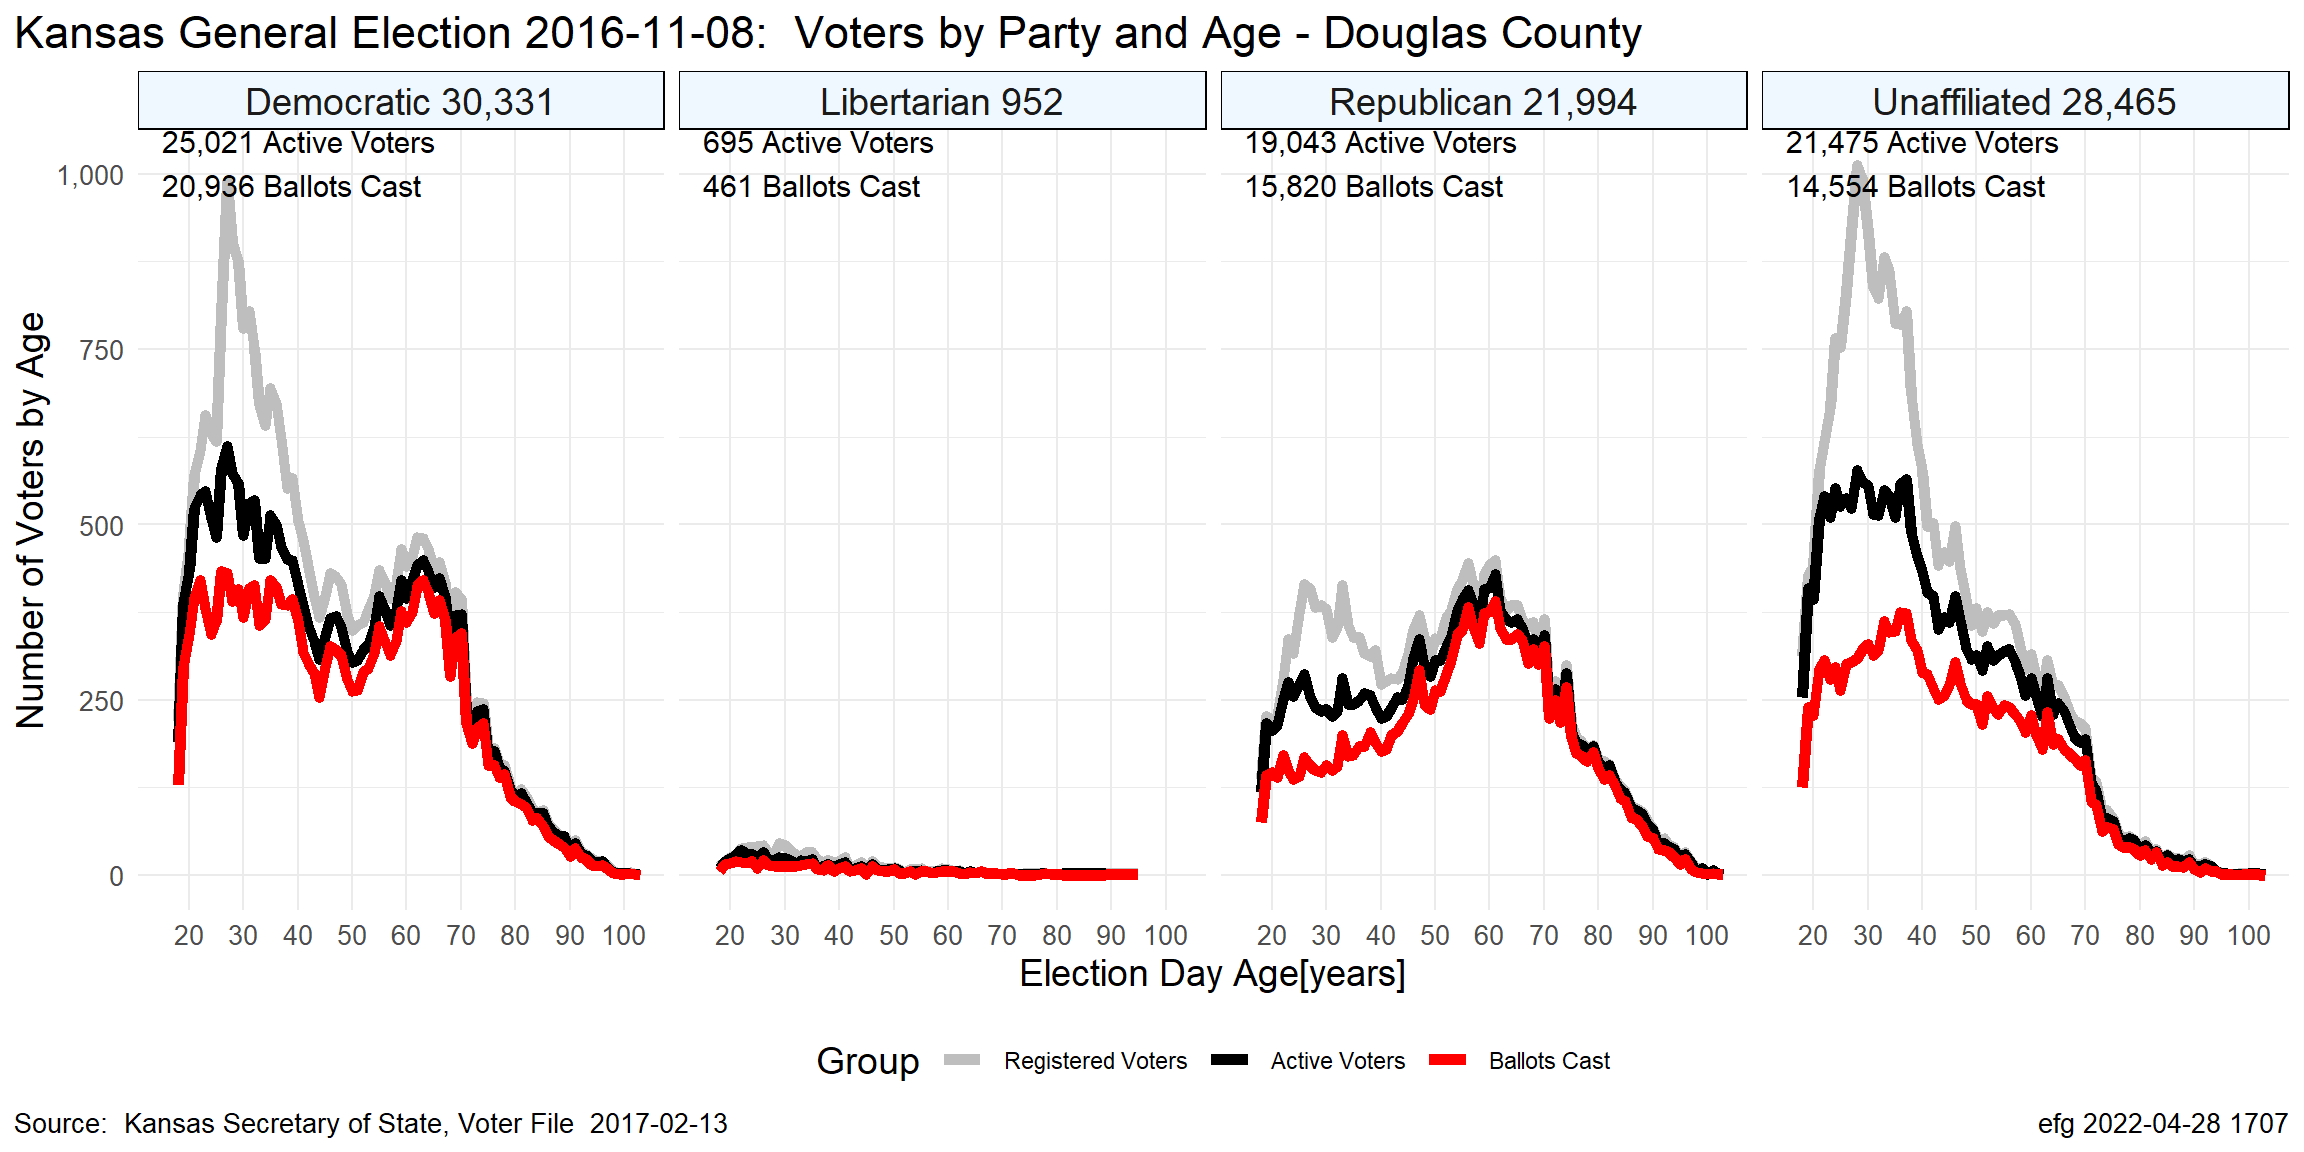 Kansas General Election 2016-11-08:  Voters by Party and Age - Douglas County
Democratic 30,331
Libertarian 952
Republican 21,994
Unaffiliated 28,465
25,021 Active Voters
20,936 Ballots Cast
695 Active Voters
461 Ballots Cast
19,043 Active Voters
15,820 Ballots Cast
21,475 Active Voters
14,554 Ballots Cast
Number of Voters by Age
1,000
750
500
250
0
20 30 40 50 60 70 80 90 100
20 30 40 50 60 70 80 90 100
20 30 40 50 60 70 80 90 100
20 30 40 50 60 70 80 90 100
Election Day Age[years]
Group Registered Voters Active Voters Ballots Cast
Source:  Kansas Secretary of State, Voter File  2017-02-13
efg 2022-04-28 1707